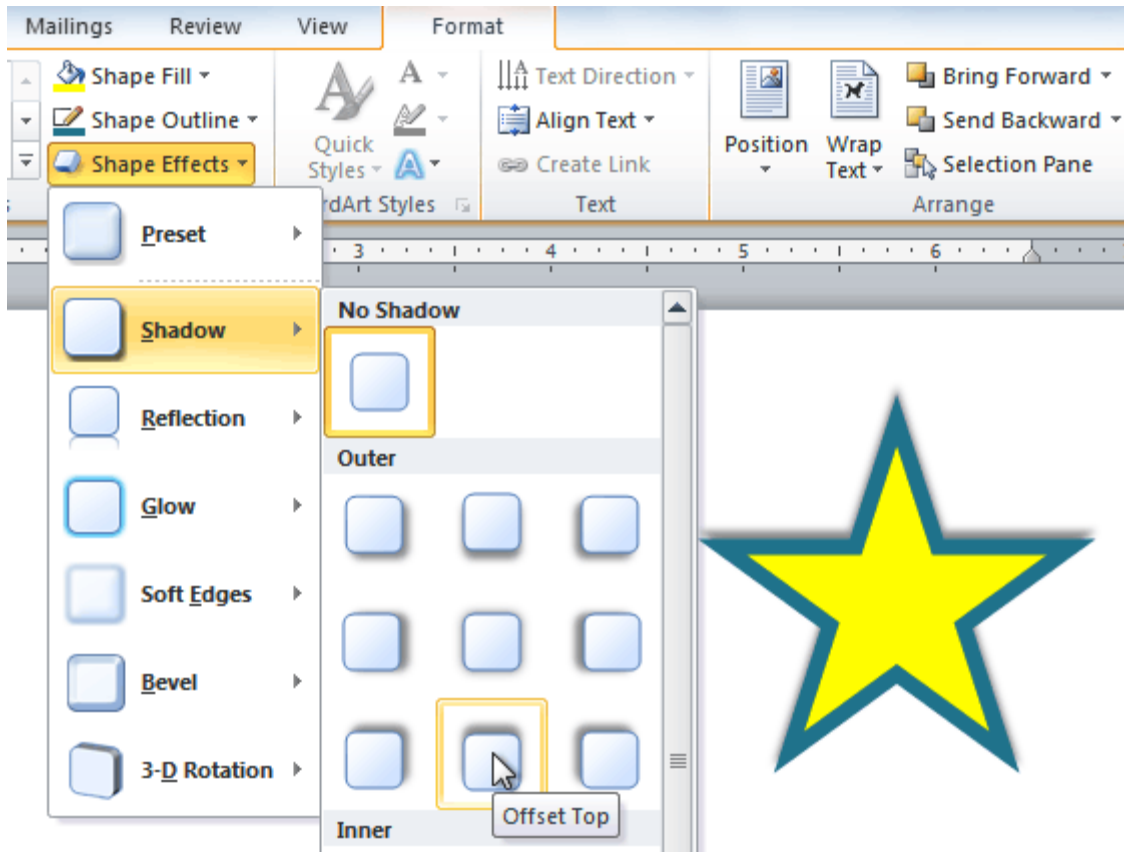 Mailings Review View Format
Shape Fill
Shape Outline
Shape Effects
Quick
Styles
A
A
A
Text Direction
Align Text
Create Link
Position
Wrap
Text
Bring Forward
Send Backward
Selection Pane
rdArt Styles Text Arrange
3 4 5 6
Preset
Shadow
Reflection
Glow
Soft Edges
Bevel
3-D Rotation
No Shadow
Outer
Offset Top
Inner